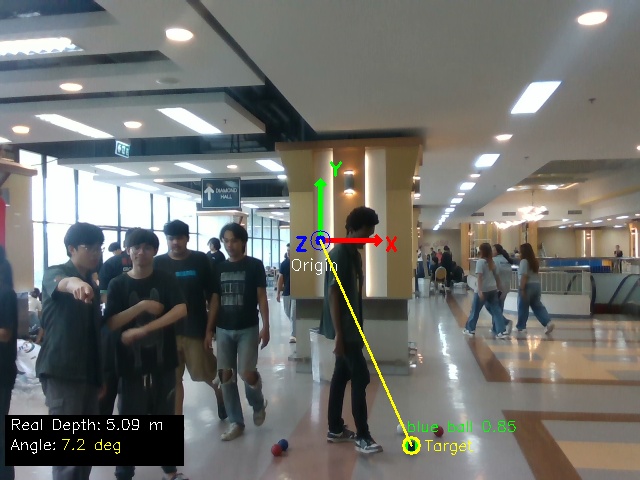 DIAMOND
HALL
Y
Z
X
Origin
blue ball 0.85
Target
Real Depth: 5.09 m
Angle: 7.2 deg